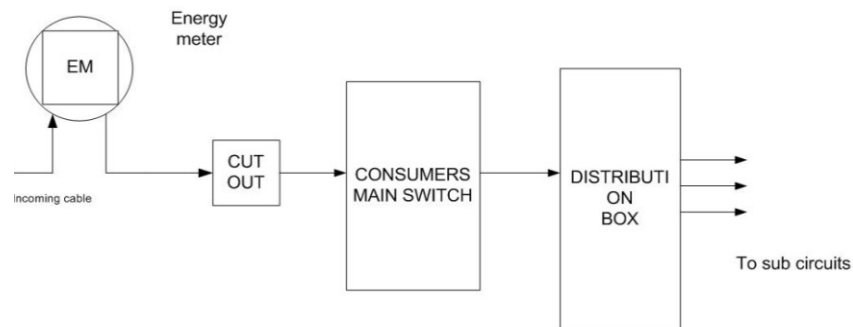 Energy
meter
EM
CUT
OUT
CONSUMERS
MAIN SWITCH
DISTRIBUTI
ON
BOX
Incoming cable
To sub circuits